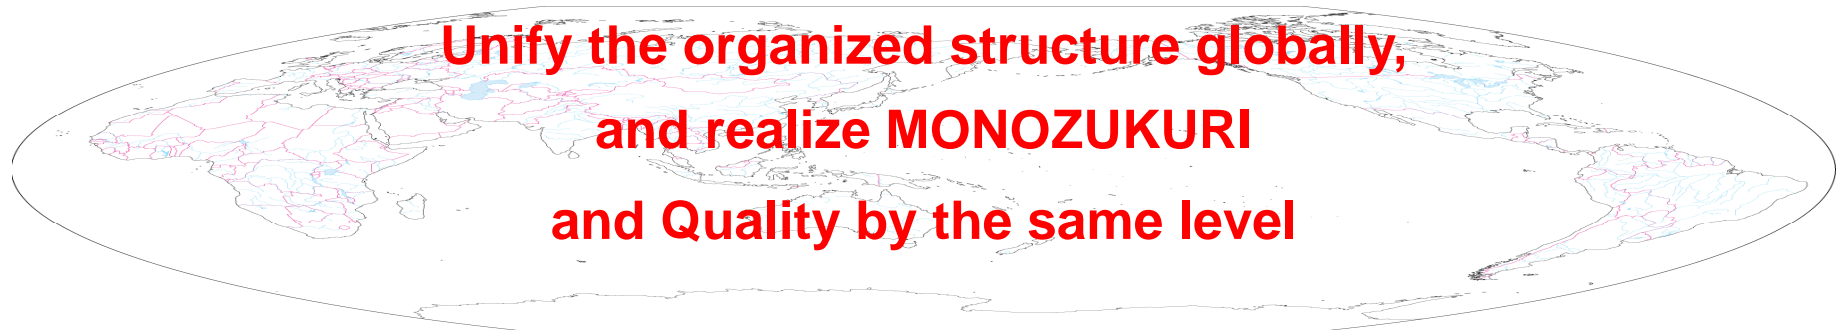 Unify the organized structure globally,
and realize MONOZUKURI
and Quality by the same level